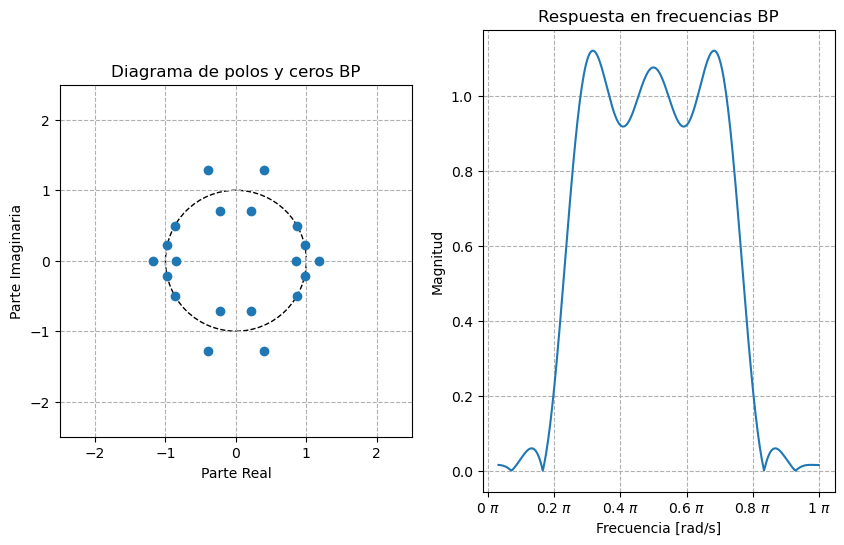 Diagrama de polos y ceros BP
2
1
0
−1
−2
Parte Imaginaria
−2 −1 0 1 2
Parte Real
Respuesta en frecuencias BP
1.0
0.8
0.6
0.4
0.2
0.0
Magnitud
0 π 0.2 π 0.4 π 0.6 π 0.8 π 1 π
Frecuencia [rad/s]